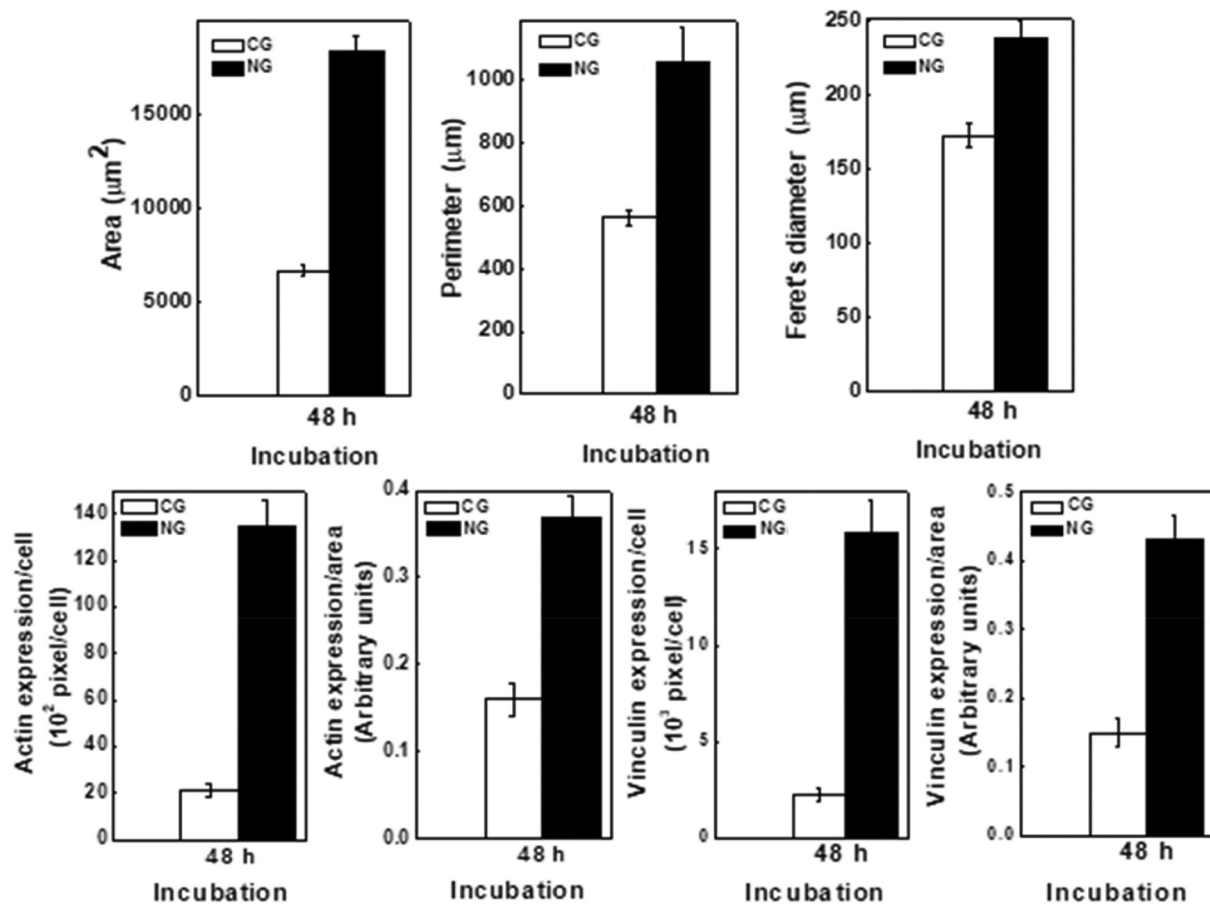 Area (μm²)
15000
10000
5000
0
CG
NG
48 h
Incubation
Perimeter (μm)
1000
800
600
400
200
0
CG
NG
48 h
Incubation
Feret's diameter (μm)
250
200
150
100
50
0
CG
NG
48 h
Incubation
Actin expression/cell
(10² pixel/cell)
140
120
100
80
60
40
20
0
CG
NG
48 h
Incubation
Actin expression/area
(Arbitrary units)
0.4
0.3
0.2
0.1
0.0
CG
NG
48 h
Incubation
Vinculin expression/cell
(10³ pixel/cel)
15
10
5
0
CG
NG
48 h
Incubation
Vinculin expression/area
(Arbitrary units)
0.5
0.4
0.3
0.2
0.1
0.0
CG
NG
48 h
Incubation